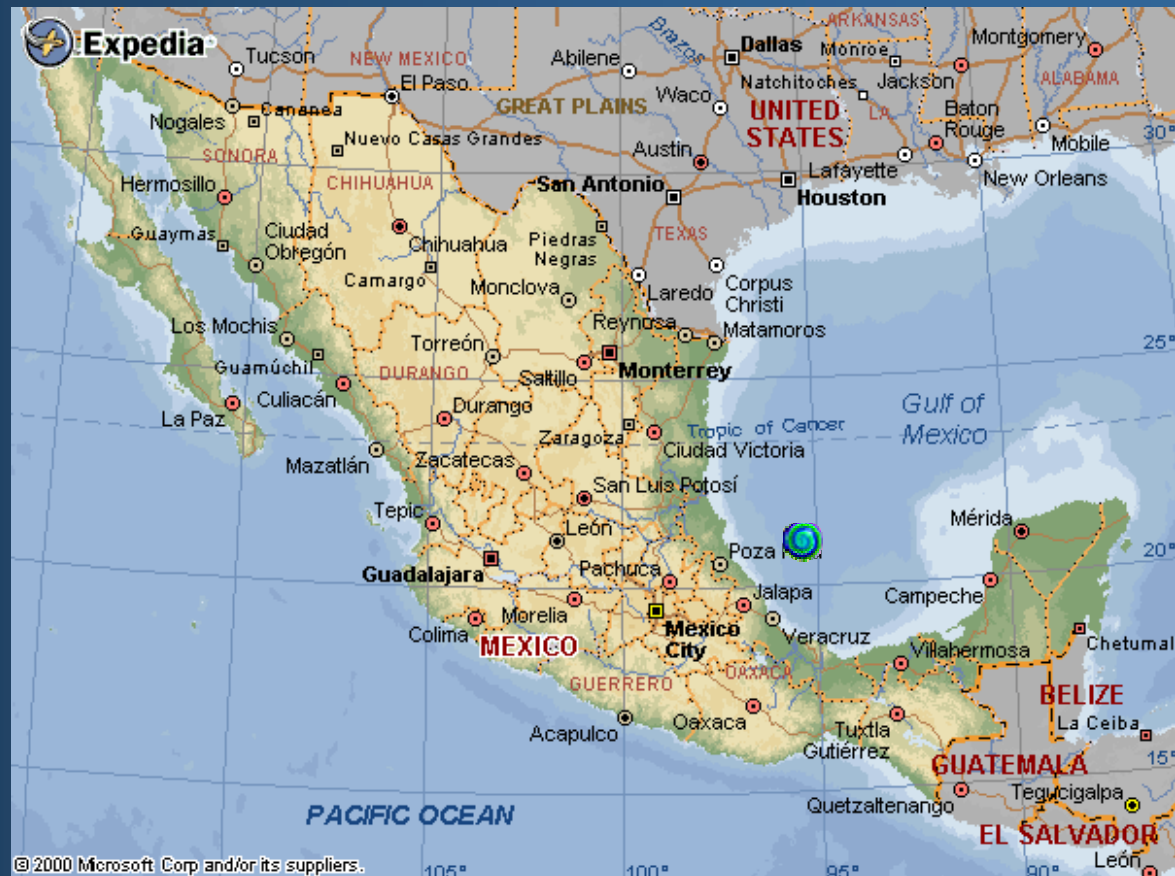 Expedia
Tucson
NEW MEXICO
Abilene
Brazos
Dallas
Monroe
ARKANSAS
Montgomery
El Paso
Natchitoches
Jackson
ALABAMA
Cananea
Nogales
GREAT PLAINS
Waco
UNITED
STATES
LA
Baton
Rouge
Mobile
30°
Nuevo Casas Grandes
SONORA
Austin
Lafayette
New Orleans
Hermosillo
CHIHUAHUA
San Antonio
Houston
Guaymas
Ciudad
Obregón
Chihuahua
Piedras
Negras
TEXAS
Camargo
Monclova
Laredo
Corpus
Christi
Los Mochis
Reynosa
Matamoros
25°
Torreón
Guamúchil
DURANGO
Saltillo
Monterrey
Culiacán
La Paz
Durango
Gulf of
Mexico
Zaragoza
Tropic of Cancer
Ciudad Victoria
Mazatlán
Zacatecas
San Luis Potosí
Tepic
León
Mérida
Poza
20°
Guadalajara
Pachuca
Jalapa
Campeche
Colima
Morelia
MEXICO
Mexico
City
Veracruz
Villahermosa
Chetumal
GUERRERO
OAXACA
BELIZE
Acapulco
Oaxaca
Tuxtla
Gutiérrez
La Ceiba
GUATEMALA
15°
PACIFIC OCEAN
Quetzaltenango
Tegucigalpa
EL SALVADOR
León
© 2000 Microsoft Corp and/or its suppliers.
105°
100°
95°
90°